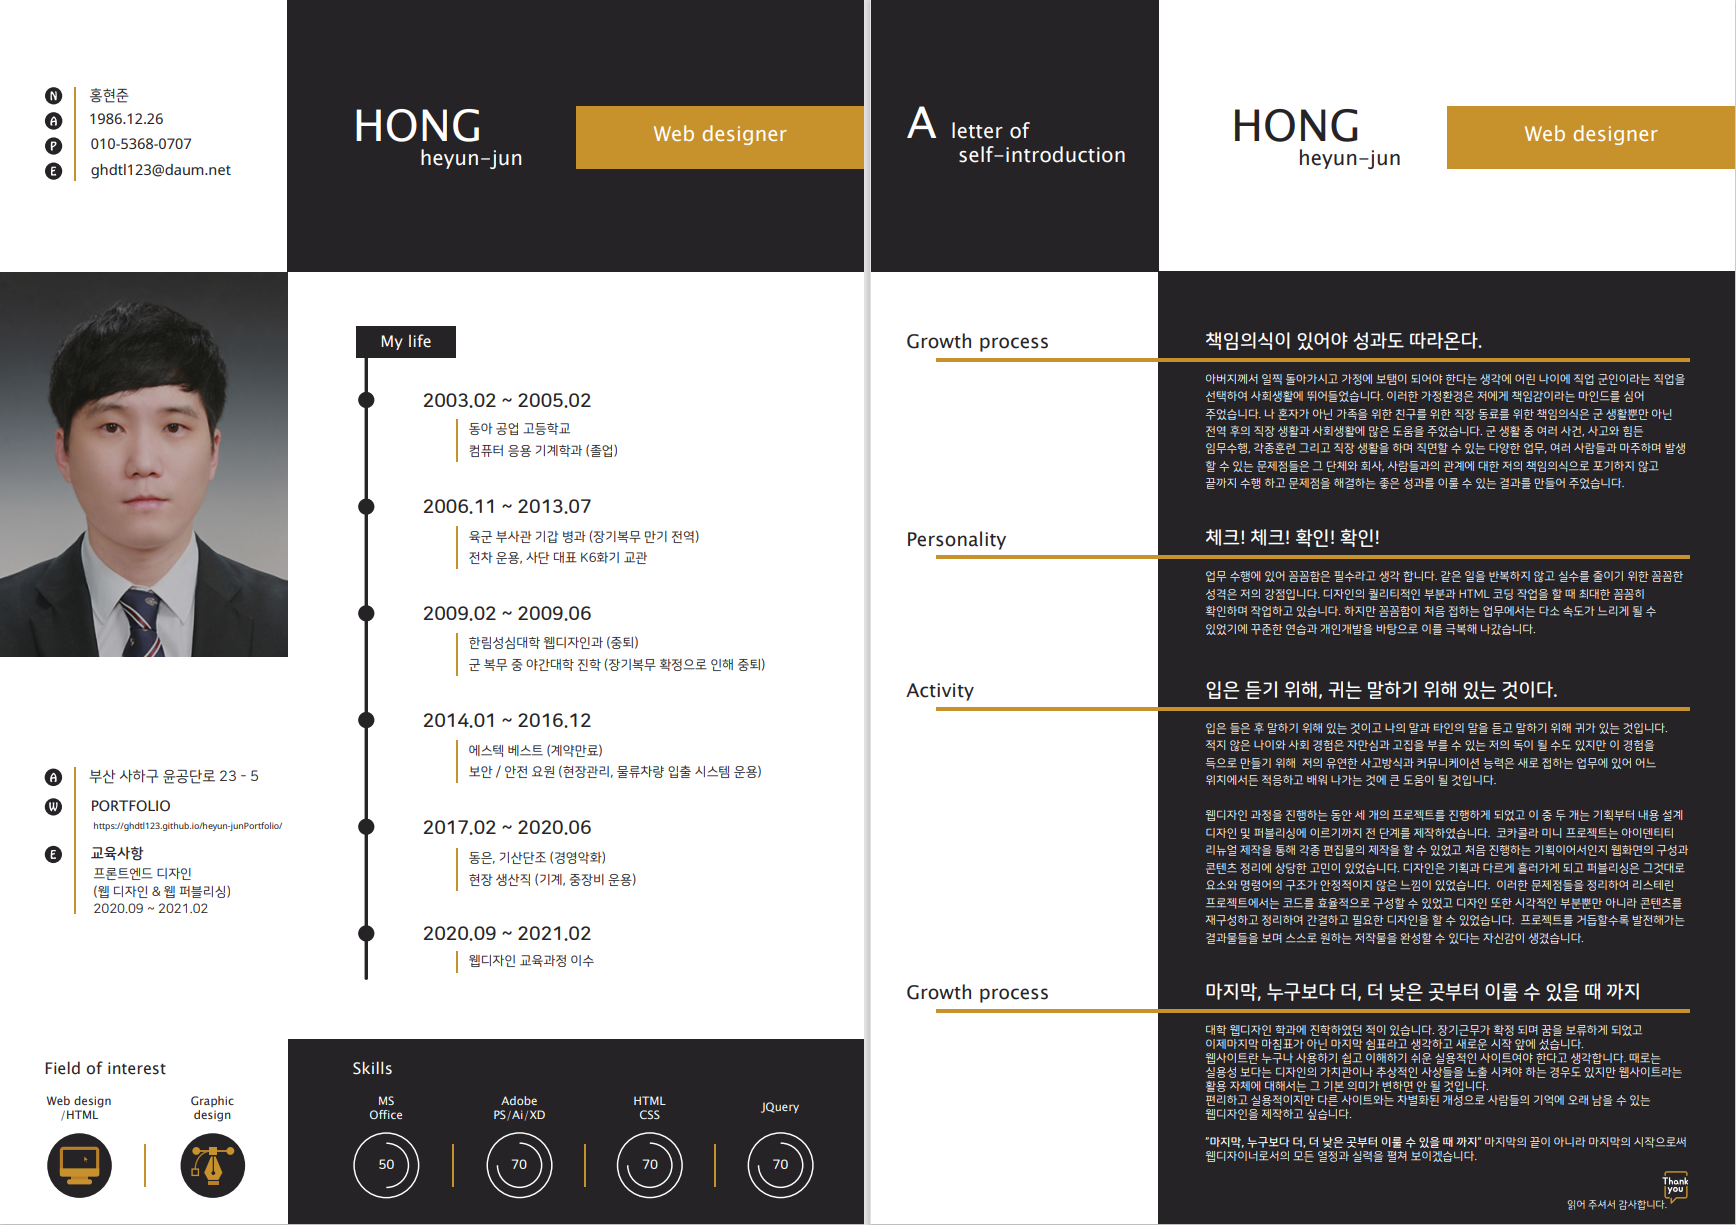 N 홍현준
A 1986.12.26
P 010-5368-0707
E ghdtl123@daum.net
HONG
heyun-jun
Web designer
My life
2003.02 ~ 2005.02
동아 공업 고등학교
컴퓨터 응용 기계학과 (졸업)
2006.11 ~ 2013.07
육군 부사관 기갑 병과 (장기복무 만기 전역)
전차 운용, 사단 대표 K6화기 교관
2009.02 ~ 2009.06
한림성심대학 웹디자인과 (중퇴)
군 복무 중 야간대학 진학 (장기복무 확정으로 인해 중퇴)
2014.01 ~ 2016.12
에스텍 베스트 (계약만료)
보안 / 안전 요원 (현장관리, 물류차량 입출 시스템 운용)
2017.02 ~ 2020.06
동은, 기산단조 (경영악화)
현장 생산직 (기계, 중장비 운용)
2020.09 ~ 2021.02
웹디자인 교육과정 이수
A 부산 사하구 윤공단로 23 - 5
W PORTFOLIO
https://ghdtl123.github.io/heyun-junPortfolio/
E 교육사항
프론트엔드 디자인
(웹 디자인 & 웹 퍼블리싱)
2020.09 ~ 2021.02
Field of interest
Web design
/HTML
Graphic
design
Skills
MS
Office
50
Adobe
PS/Ai/XD
70
HTML
CSS
70
JQuery
70
A letter of
self-introduction
HONG
heyun-jun
Web designer
Growth process
책임의식이 있어야 성과도 따라온다.
아버지께서 일찍 돌아가시고 가정에 보탬이 되어야 한다는 생각에 어린 나이에 직업 군인이라는 직업을
선택하여 사회생활에 뛰어들었습니다. 이러한 가정환경은 저에게 책임감이라는 마인드를 심어
주었습니다. 나 혼자가 아닌 가족을 위한 친구를 위한 직장 동료를 위한 책임의식은 군 생활뿐만 아닌
전역 후의 직장 생활과 사회생활에 많은 도움을 주었습니다. 군 생활 중 여러 사건, 사고와 힘든
임무수행, 각종훈련 그리고 직장 생활을 하며 직면할 수 있는 다양한 업무, 여러 사람들과 마주하며 발생
할 수 있는 문제점들은 그 단체와 회사, 사람들과의 관계에 대한 저의 책임의식으로 포기하지 않고
끝까지 수행 하고 문제점을 해결하는 좋은 성과를 이룰 수 있는 결과를 만들어 주었습니다.
Personality
체크! 체크! 확인! 확인!
업무 수행에 있어 꼼꼼함은 필수라고 생각 합니다. 같은 일을 반복하지 않고 실수를 줄이기 위한 꼼꼼한
성격은 저의 강점입니다. 디자인의 퀄리티적인 부분과 HTML 코딩 작업을 할 때 최대한 꼼꼼히
확인하며 작업하고 있습니다. 하지만 꼼꼼함이 처음 접하는 업무에서는 다소 속도가 느리게 될 수
있었기에 꾸준한 연습과 개인개발을 바탕으로 이를 극복해 나갔습니다.
Activity
입은 듣기 위해, 귀는 말하기 위해 있는 것이다.
입은 들은 후 말하기 위해 있는 것이고 나의 말과 타인의 말을 듣고 말하기 위해 귀가 있는 것입니다.
적지 않은 나이와 사회 경험은 자만심과 고집을 부를 수 있는 저의 독이 될 수도 있지만 이 경험을
득으로 만들기 위해 저의 유연한 사고방식과 커뮤니케이션 능력은 새로 접하는 업무에 있어 어느
위치에서든 적응하고 배워 나가는 것에 큰 도움이 될 것입니다.
웹디자인 과정을 진행하는 동안 세 개의 프로젝트를 진행하게 되었고 이 중 두 개는 기획부터 내용 설계
디자인 및 퍼블리싱에 이르기까지 전 단계를 제작하였습니다. 코카콜라 미니 프로젝트는 아이덴티티
리뉴얼 제작을 통해 각종 편집물의 제작을 할 수 있었고 처음 진행하는 기획이어서인지 웹화면의 구성과
콘텐츠 정리에 상당한 고민이 있었습니다. 디자인은 기획과 다르게 흘러가게 되고 퍼블리싱은 그것대로
요소와 명령어의 구조가 안정적이지 않은 느낌이 있었습니다. 이러한 문제점들을 정리하여 리스테린
프로젝트에서는 코드를 효율적으로 구성할 수 있었고 디자인 또한 시각적인 부분뿐만 아니라 콘텐츠를
재구성하고 정리하여 간결하고 필요한 디자인을 할 수 있었습니다. 프로젝트를 거듭할수록 발전해가는
결과물들을 보며 스스로 원하는 저작물을 완성할 수 있다는 자신감이 생겼습니다.
Growth process
마지막, 누구보다 더, 더 낮은 곳부터 이룰 수 있을 때 까지
대학 웹디자인 학과에 진학하였던 적이 있습니다. 장기근무가 확정 되며 꿈을 보류하게 되었고
이제마지막 마침표가 아닌 마지막 쉼표라고 생각하고 새로운 시작 앞에 섰습니다.
웹사이트란 누구나 사용하기 쉽고 이해하기 쉬운 실용적인 사이트여야 한다고 생각합니다. 때로는
실용성 보다는 디자인의 가치관이나 추상적인 사상들을 노출 시켜야 하는 경우도 있지만 웹사이트라는
활용 자체에 대해서는 그 기본 의미가 변하면 안 될 것입니다.
편리하고 실용적이지만 다른 사이트와는 차별화된 개성으로 사람들의 기억에 오래 남을 수 있는
웹디자인을 제작하고 싶습니다.
"마지막, 누구보다 더, 더 낮은 곳부터 이룰 수 있을 때 까지" 마지막의 끝이 아니라 마지막의 시작으로써
웹디자이너로서의 모든 열정과 실력을 펼쳐 보이겠습니다.
Thank
you
읽어 주셔서 감사합니다.